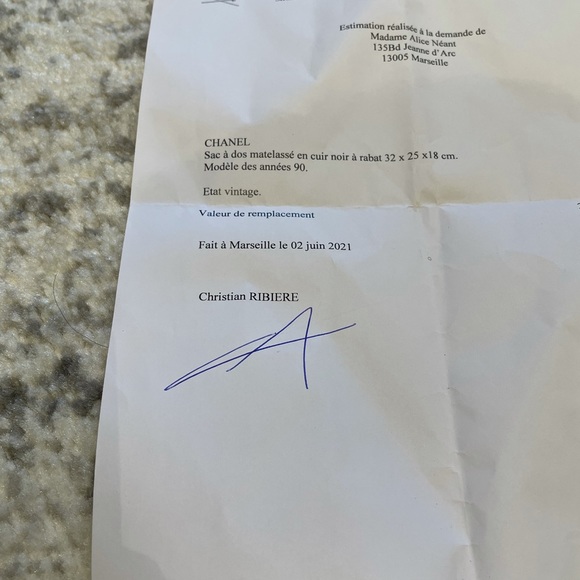 Estimation réalisée à la demande de
Madame Alice Néant
135Bd Jeanne d'Arc
13005 Marseille
CHANEL
Sac à dos matelassé en cuir noir à rabat 32 x 25 x18 cm.
Modèle des années 90.
Etat vintage.
Valeur de remplacement
Fait à Marseille le 02 juin 2021
Christian RIBIERE